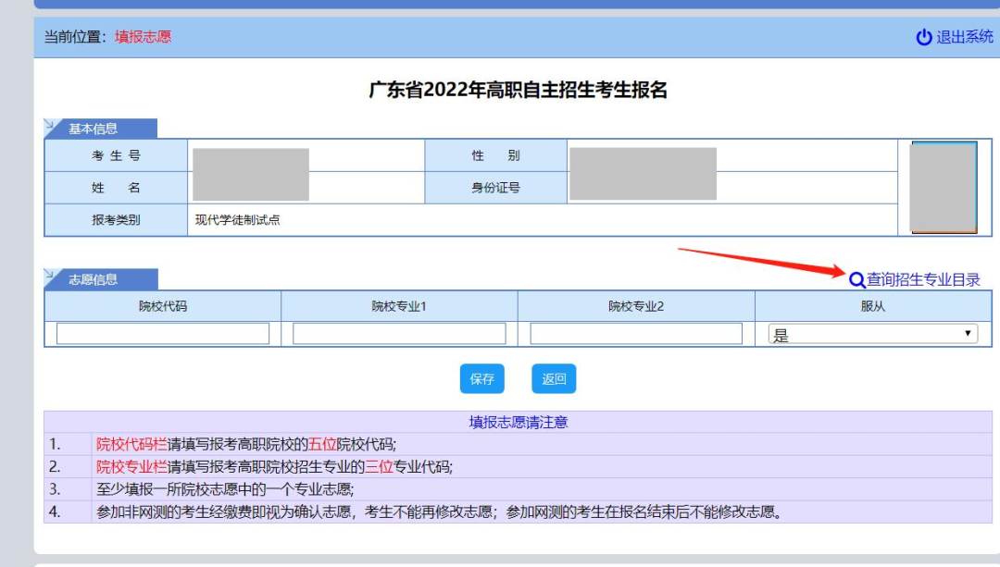 当前位置：填报志愿 退出系统
广东省2022年高职自主招生考生报名
基本信息
考 生 号 性 别
姓 名 身份证号
报考类别 现代学徒制试点
志愿信息 查询招生专业目录
院校代码 院校专业1 院校专业2 服从
是
保存 返回
填报志愿请注意
1. 院校代码栏请填写报考高职院校的五位院校代码;
2. 院校专业栏请填写报考高职院校招生专业的三位专业代码;
3. 至少填报一所院校志愿中的一个专业志愿;
4. 参加非网测的考生经缴费即视为确认志愿，考生不能再修改志愿；参加网测的考生在报名结束后不能修改志愿。